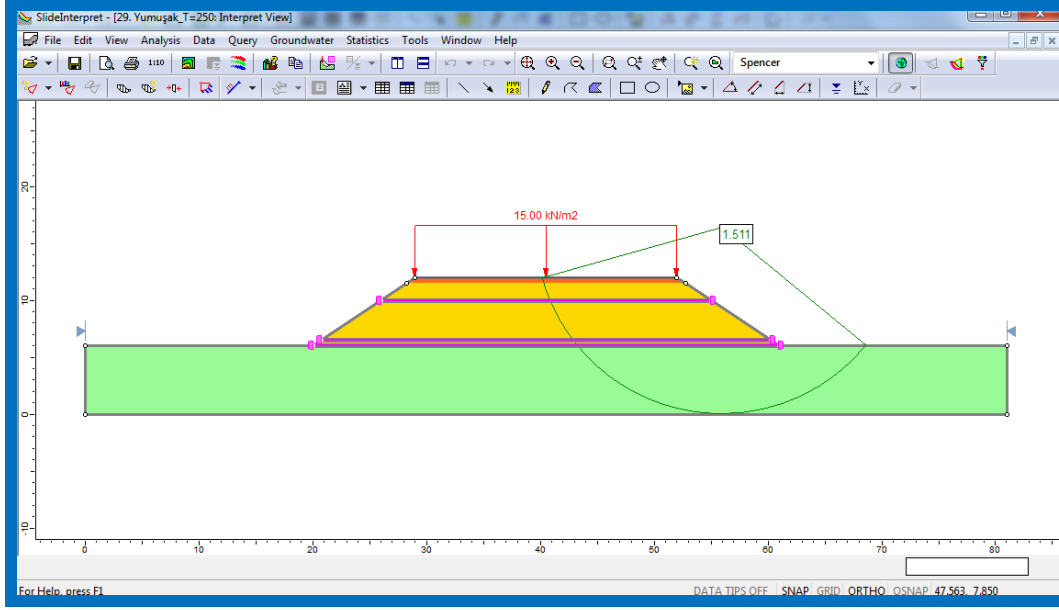 SlideInterpret - [29. Yumuşak_T=250: Interpret View]
File Edit View Analysis Data Query Groundwater Statistics Tools Window Help
1:10 Spencer
15.00 kN/m2
1.511
20
10
0
-10
0 10 20 30 40 50 60 70 80
For Help, press F1 DATA TIPS OFF SNAP GRID ORTHO OSNAP 47.563, 7.850